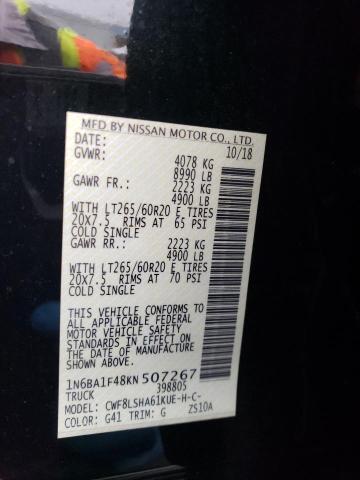 MFD BY NISSAN MOTOR CO., LTD.
DATE: 10/18
GVWR: 4078 KG
8990 LB
GAWR FR.: 2223 KG
4900 LB
WITH LT265/60R20 E TIRES
20X7.5 RIMS AT 65 PSI
COLD SINGLE
GAWR RR.: 2223 KG
4900 LB
WITH LT265/60R20 E TIRES
20X7.5 RIMS AT 70 PSI
COLD SINGLE
THIS VEHICLE CONFORMS TO
ALL APPLICABLE FEDERAL
MOTOR VEHICLE SAFETY
STANDARDS IN EFFECT ON
THE DATE OF MFR. SHOWN
ABOVE.
1N6BA1F48KN507267
TRUCK 398805
MODEL: CWF8LSHA61KUE-H-C-
COLOR: G41 TRIM: G ZS10A